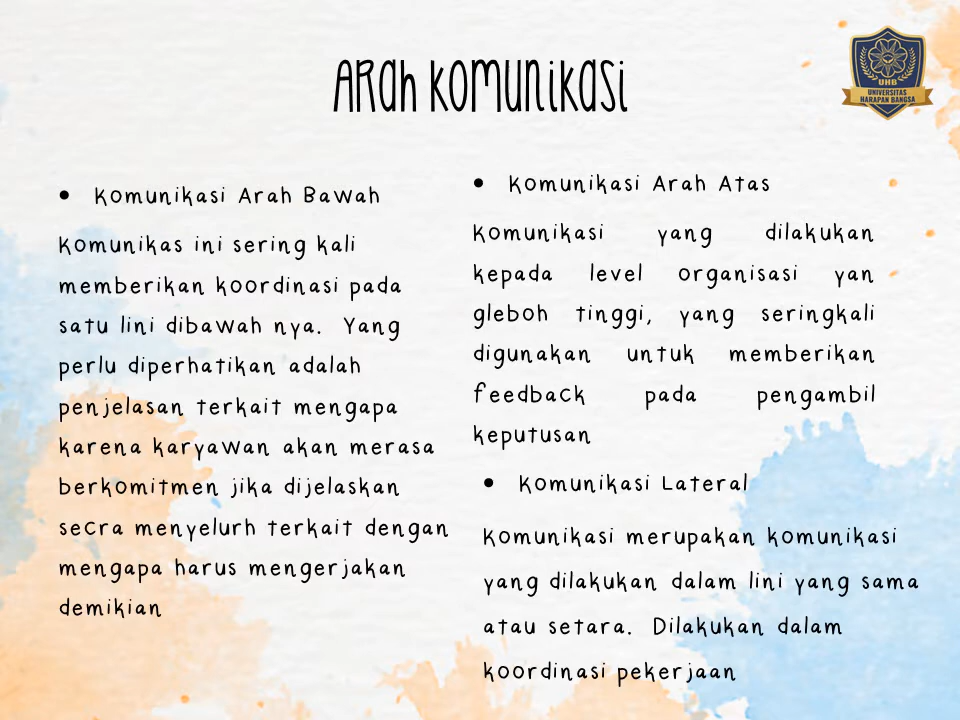 Arah Komunikasi
UHB
UNIVERSITAS
HARAPAN BANGSA
• Komunikasi Arah Bawah
Komunikas ini sering kali
memberikan koordinasi pada
satu lini dibawah nya. Yang
perlu diperhatikan adalah
penjelasan terkait mengapa
karena karyawan akan merasa
berkomitmen jika dijelaskan
secra menyelurh terkait dengan
mengapa harus mengerjakan
demikian
• Komunikasi Arah Atas
Komunikasi yang dilakukan
kepada level organisasi yan
gleboh tinggi, yang seringkali
digunakan untuk memberikan
feedback pada pengambil
keputusan
• Komunikasi Lateral
Komunikasi merupakan komunikasi
yang dilakukan dalam lini yang sama
atau setara. Dilakukan dalam
koordinasi pekerjaan